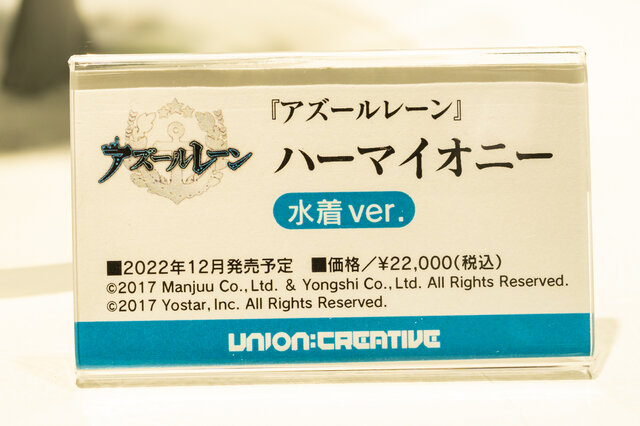 『アズールレーン』
アズールレーン
ハーマイオニー
水着 ver.
■2022年12月発売予定 ■価格／¥22,000(税込)
©2017 Manjuu Co., Ltd. & Yongshi Co., Ltd. All Rights Reserved.
©2017 Yostar, Inc. All Rights Reserved.
UNION:CREATIVE